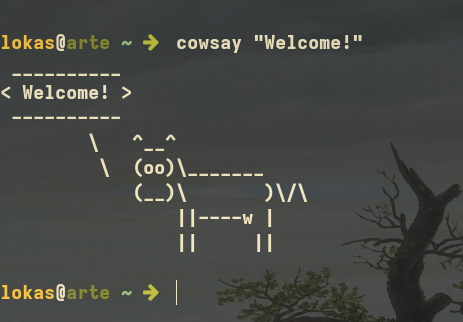 lokas@arte ~ ➜ cowsay "Welcome!"
 __________
< Welcome! >
 ----------
        \   ^__^
         \  (oo)\_______
            (__)\       )\/\
                ||----w |
                ||     ||
lokas@arte ~ ➜